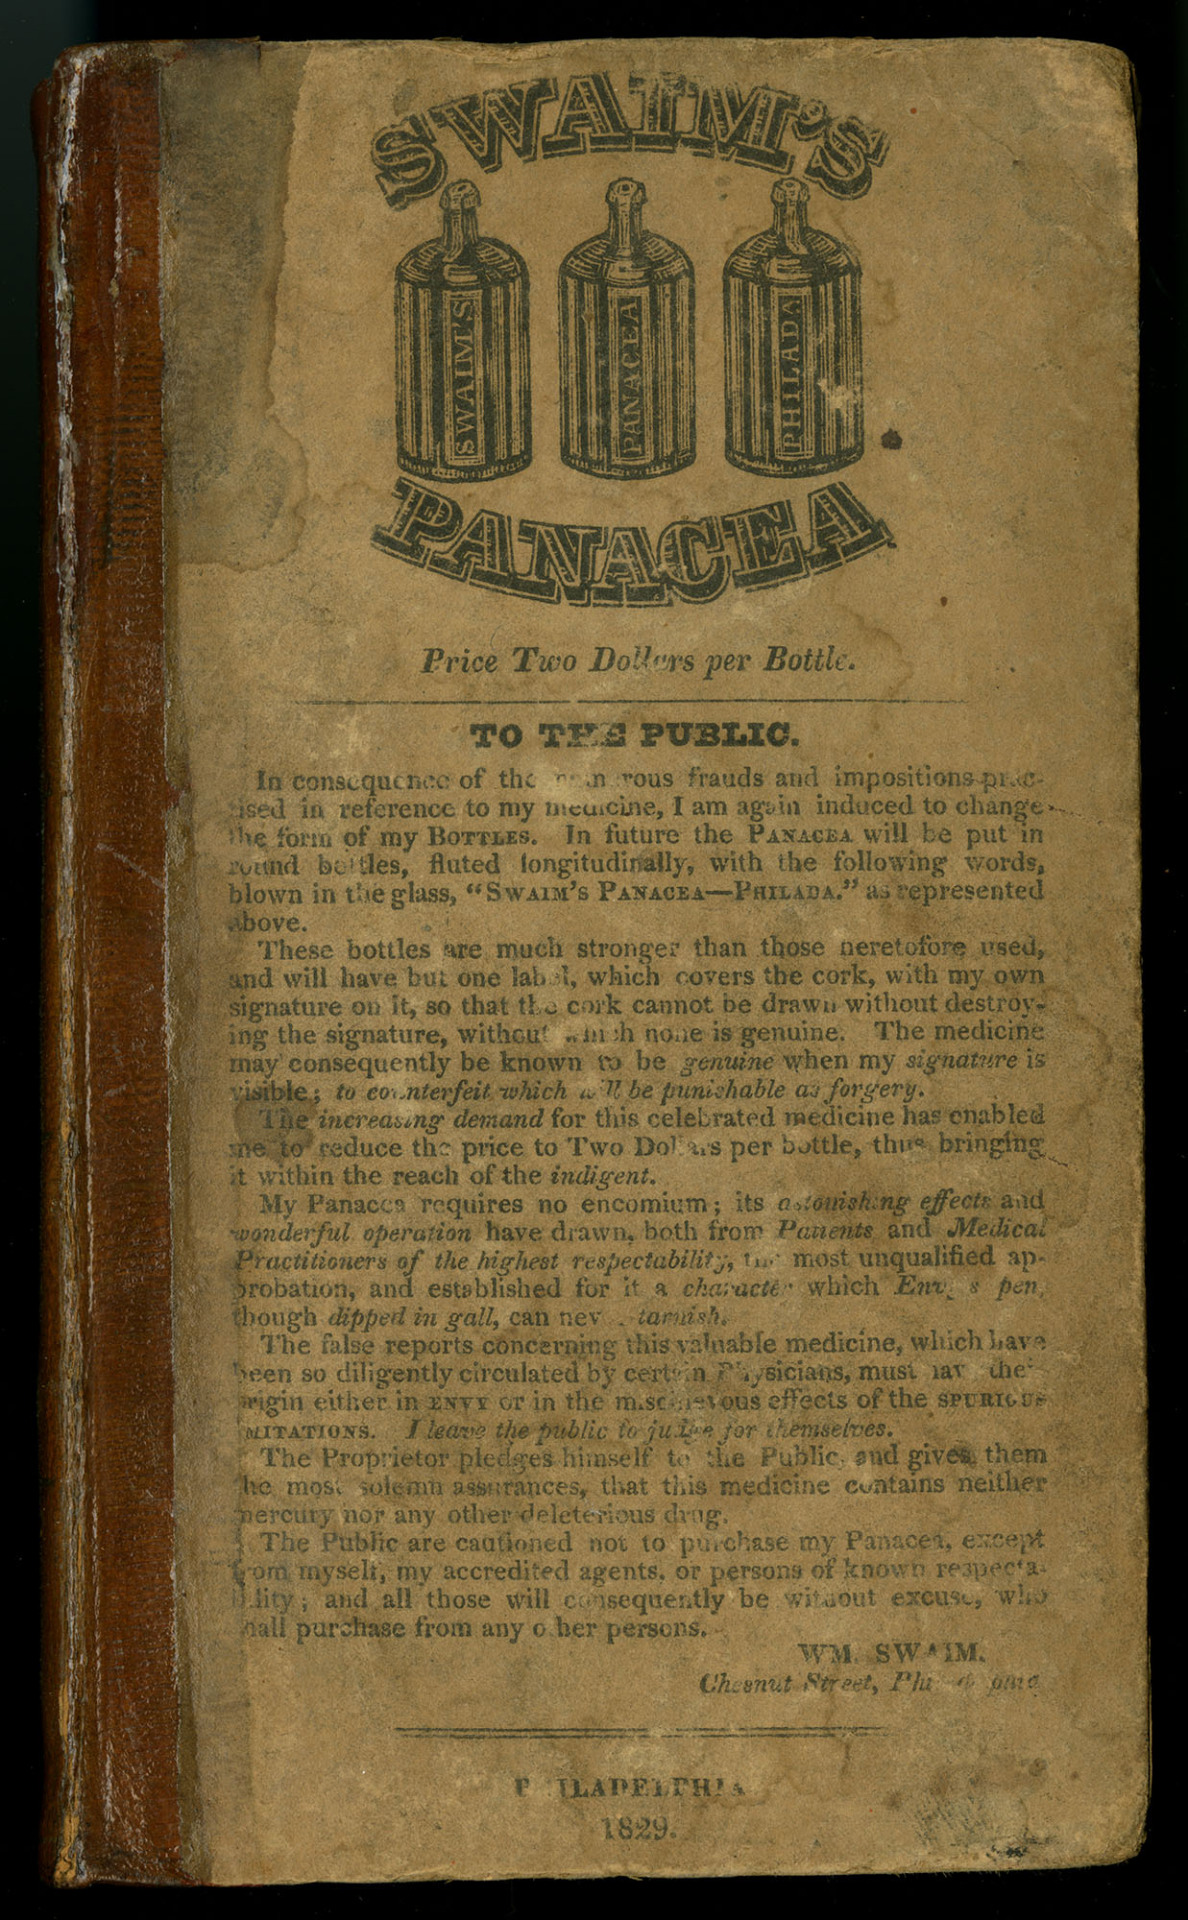 SWAIM'S
SWAIM'S
PANACEA
PHILADA
PANACEA
Price Two Dollars per Bottle.
TO THE PUBLIC.
In consequence of the numerous frauds and impositions prac-
tised in reference to my medicine, I am again induced to change
the form of my BOTTLES. In future the PANACEA will be put in
round bottles, fluted longitudinally, with the following words,
blown in the glass, “SWAIM'S PANACEA—PHILADA.” as represented
above.
These bottles are much stronger than those heretofore used,
and will have but one label, which covers the cork, with my own
signature on it, so that the cork cannot be drawn without destroy-
ing the signature, without which none is genuine. The medicine
may consequently be known to be genuine when my signature is
visible; to counterfeit which will be punishable as forgery.
The increasing demand for this celebrated medicine has enabled
me to reduce the price to Two Dollars per bottle, thus bringing
it within the reach of the indigent.
My Panacea requires no encomium; its astonishing effects and
wonderful operation have drawn, both from Patients and Medical
Practitioners of the highest respectability, the most unqualified ap-
probation, and established for it a character which Envy's pen,
though dipped in gall, can never tarnish.
The false reports concerning this valuable medicine, which have
been so diligently circulated by certain Physicians, must have their
origin either in ENVY or in the mischievous effects of the SPURIOUS
IMITATIONS. I leave the public to judge for themselves.
The Proprietor pledges himself to the Public, and gives them
the most solemn assurances, that this medicine contains neither
mercury nor any other deleterious drug.
The Public are cautioned not to purchase my Panacea, except
from myself, my accredited agents, or persons of known respecta-
bility; and all those will consequently be without excuse, who
shall purchase from any other persons.
WM. SWAIM.
Chesnut Street, Philadelphia
PHILADELPHIA
1829.